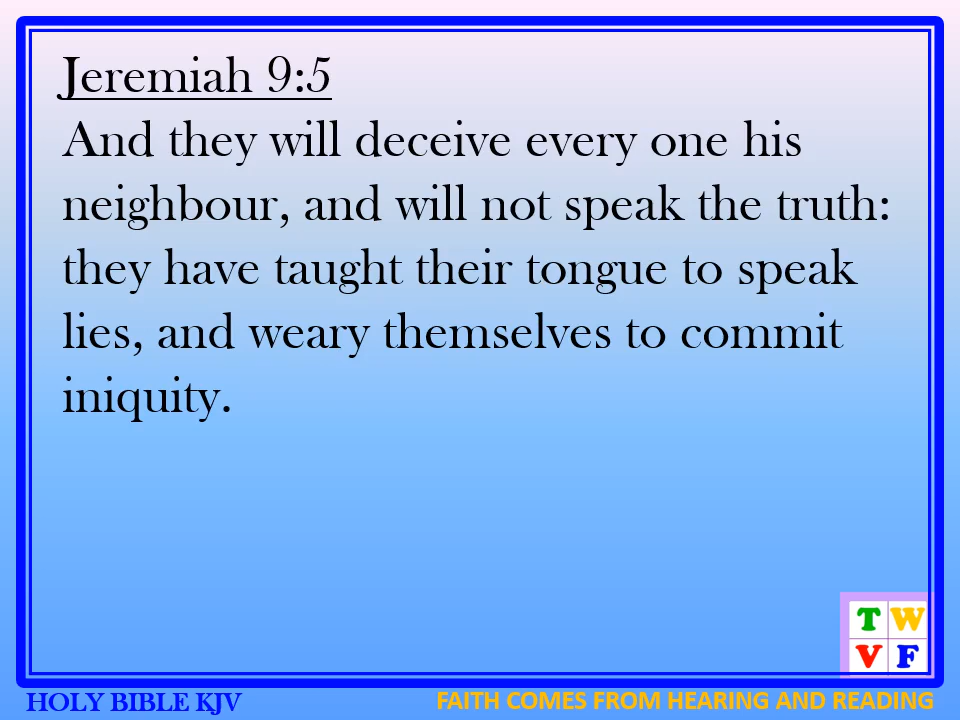 Jeremiah 9:5
And they will deceive every one his
neighbour, and will not speak the truth:
they have taught their tongue to speak
lies, and weary themselves to commit
iniquity.
T W
V F
HOLY BIBLE KJV
FAITH COMES FROM HEARING AND READING